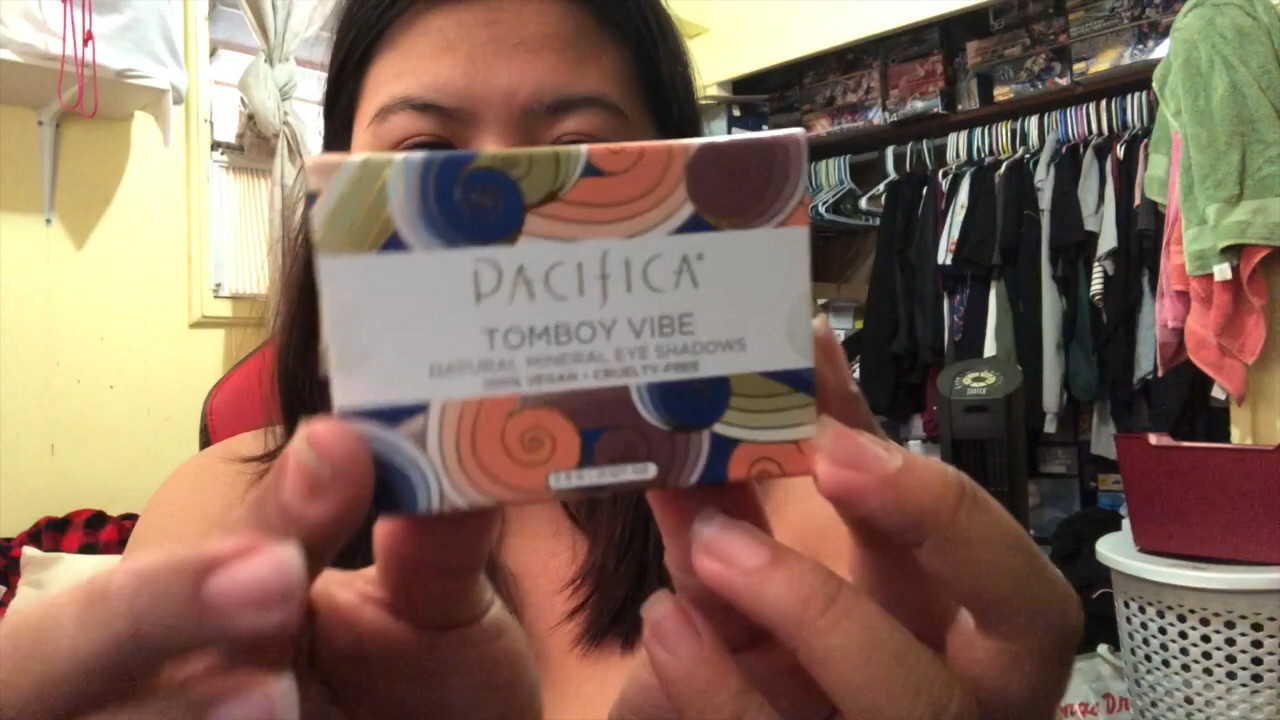 PACIFICA®
TOMBOY VIBE
NATURAL MINERAL EYE SHADOWS
100% VEGAN • CRUELTY-FREE